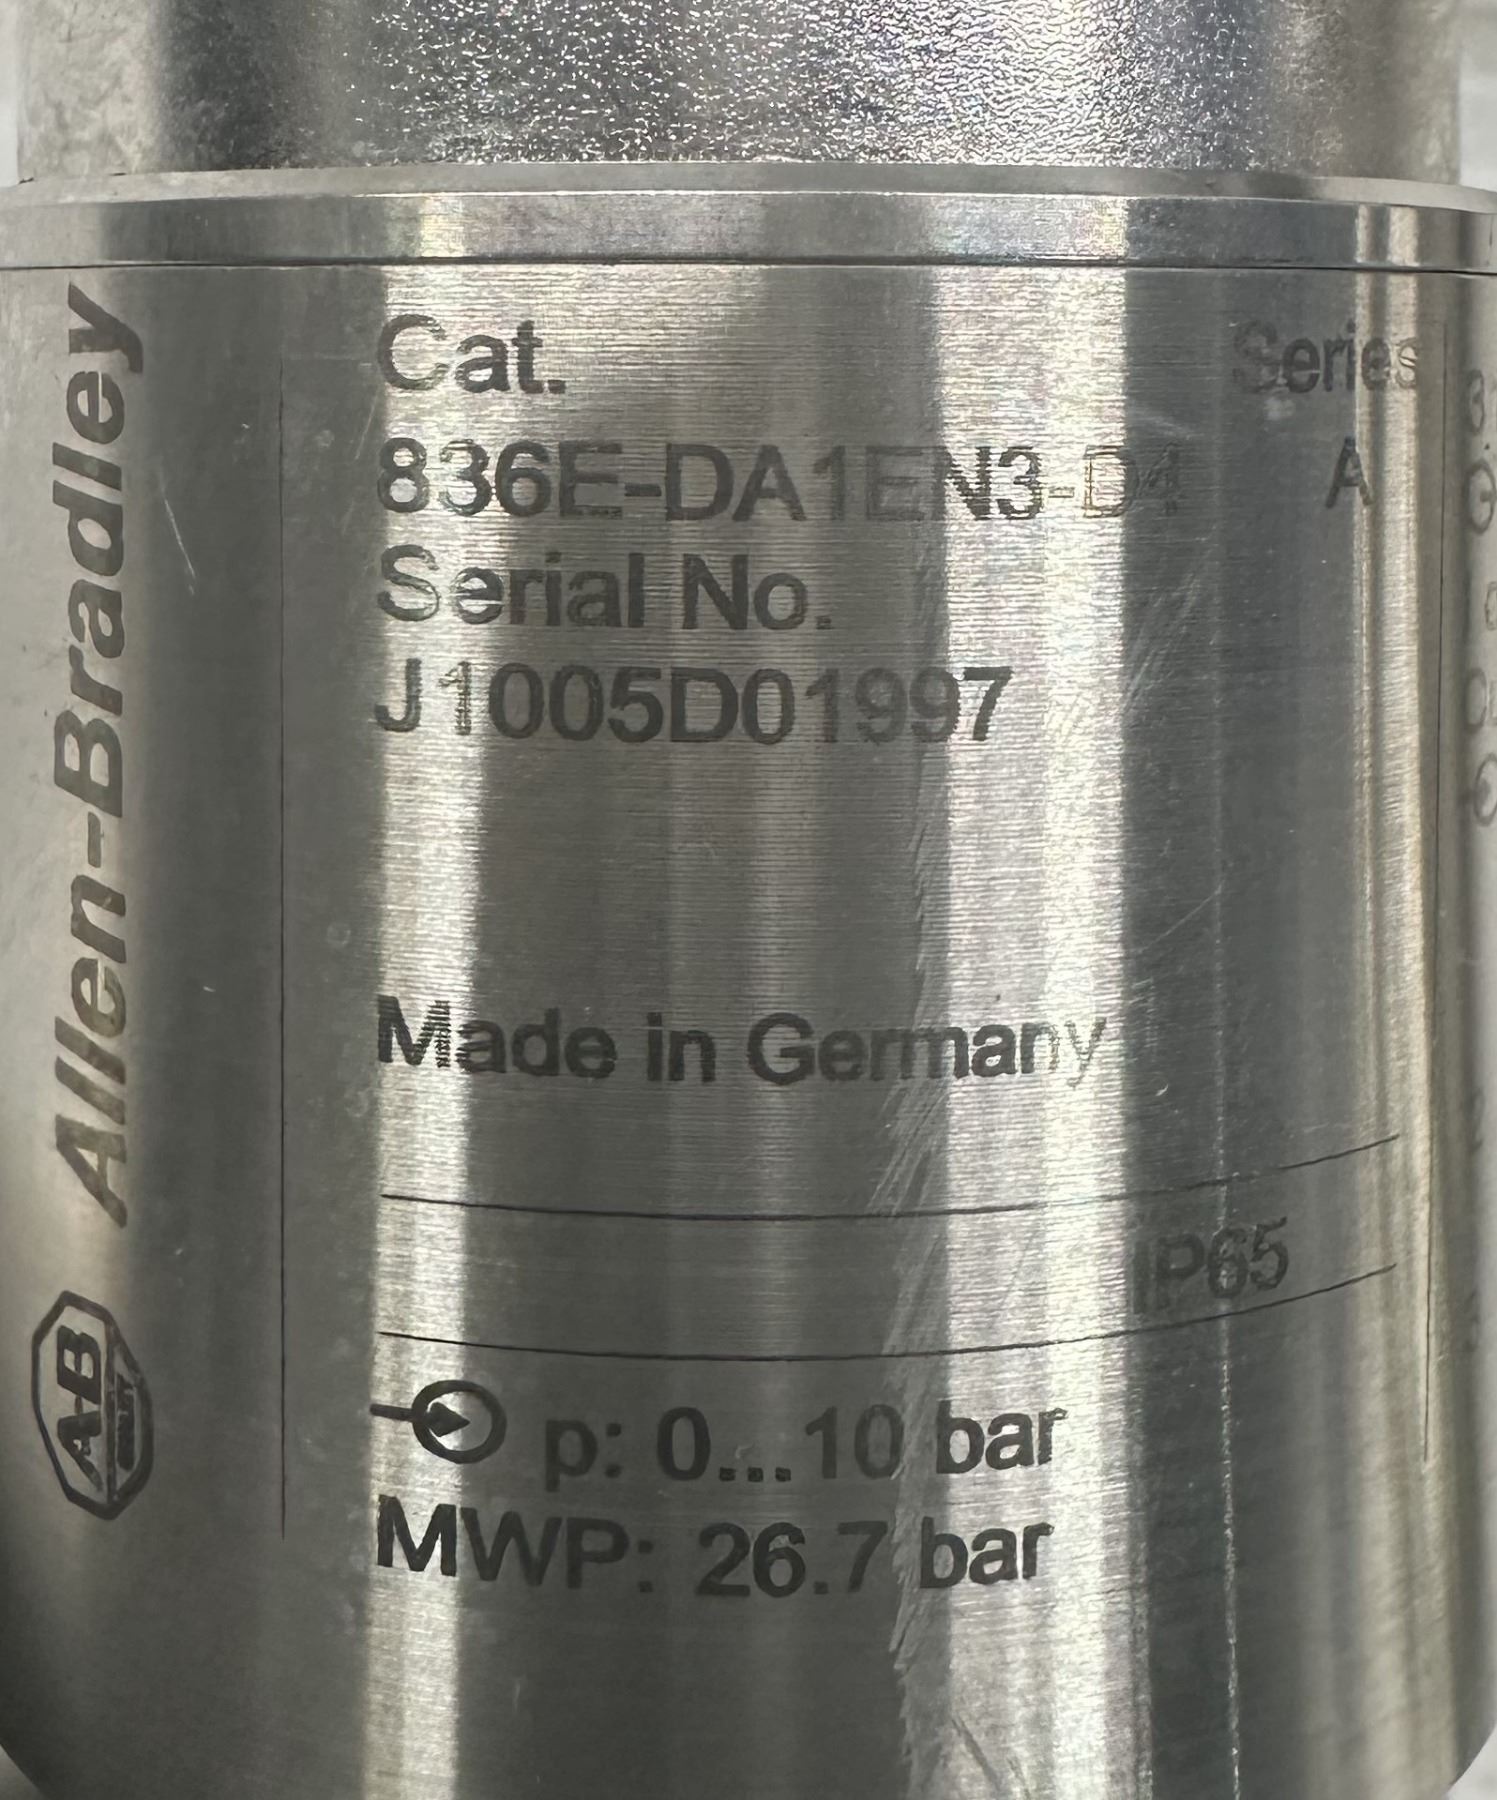 Allen-Bradley
A-B
Cat. Series
836E-DA1EN3-D4 A
Serial No.
J1005D01997
Made in Germany
IP65
p: 0...10 bar
MWP: 26.7 bar